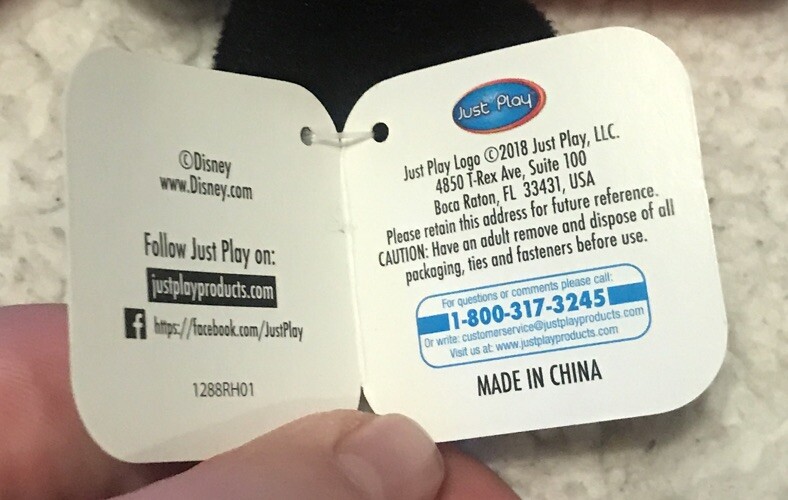 ©Disney
www.Disney.com
Follow Just Play on:
justplayproducts.com
f https://facebook.com/JustPlay
1288RH01
Just Play™
Just Play Logo ©2018 Just Play, LLC.
4850 T-Rex Ave, Suite 100
Boca Raton, FL 33431, USA
Please retain this address for future reference.
CAUTION: Have an adult remove and dispose of all
packaging, ties and fasteners before use.
For questions or comments please call:
1-800-317-3245
Or write: customerservice@justplayproducts.com
Visit us at: www.justplayproducts.com
MADE IN CHINA